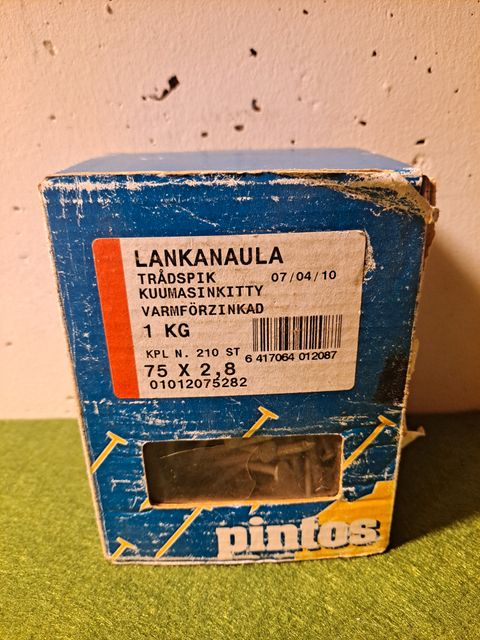 LANKANAULA
TRÅDSPIK 07/04/10
KUUMASINKITTY
VARMFÖRZINKAD
1 KG
KPL N. 210 ST
6 417064 012087
75 X 2,8
01012075282
pintos